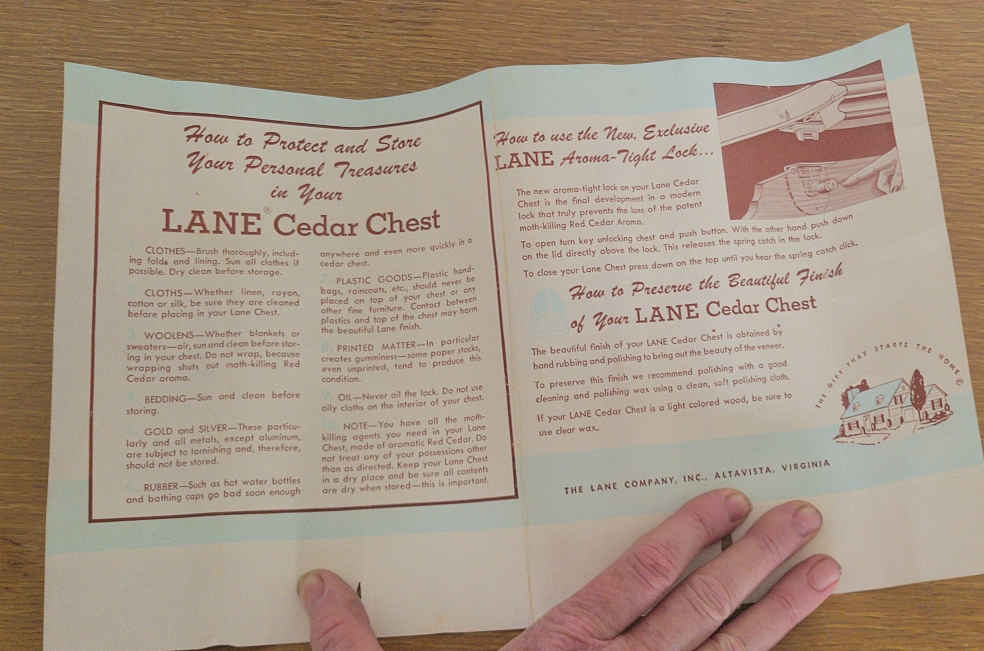 How to Protect and Store
Your Personal Treasures
in Your
LANE® Cedar Chest
CLOTHES—Brush thoroughly, includ-
ing folds and lining. Sun all clothes if
possible. Dry clean before storage.
CLOTHS—Whether linen, rayon,
cotton or silk, be sure they are cleaned
before placing in your Lane Chest.
WOOLENS—Whether blankets or
sweaters—air, sun and clean before stor-
ing in your chest. Do not wrap, because
wrapping shuts out moth-killing Red
Cedar aroma.
BEDDING—Sun and clean before
storing.
GOLD and SILVER—These particu-
larly and all metals, except aluminum,
are subject to tarnishing and, therefore,
should not be stored.
RUBBER—Such as hot water bottles
and bathing caps go bad soon enough
anywhere and even more quickly in a
cedar chest.
PLASTIC GOODS—Plastic hand-
bags, raincoats, etc., should never be
placed on top of your chest or any
other fine furniture. Contact between
plastics and top of the chest may harm
the beautiful Lane finish.
PRINTED MATTER—In particular
creates gumminess—some paper stocks,
even unprinted, tend to produce this
condition.
OIL—Never oil the lock. Do not use
oily cloths on the interior of your chest.
NOTE—You have all the moth-
killing agents you need in your Lane
Chest, made of aromatic Red Cedar. Do
not treat any of your possessions other
than as directed. Keep your Lane Chest
in a dry place and be sure all contents
are dry when stored—this is important.
How to use the New, Exclusive
LANE Aroma-Tight Lock...
The new aroma-tight lock on your Lane Cedar
Chest is the final development in a modern
lock that truly prevents the loss of the potent
moth-killing Red Cedar Aroma.
To open turn key unlocking chest and push button. With the other hand push down
on the lid directly above the lock. This releases the spring catch in the lock.
To close your Lane Chest press down on the top until you hear the spring catch click.
How to Preserve the Beautiful Finish
of Your LANE Cedar Chest
The beautiful finish of your LANE Cedar Chest is obtained by
hand rubbing and polishing to bring out the beauty of the veneer.
To preserve this finish we recommend polishing with a good
cleaning and polishing wax using a clean, soft polishing cloth.
If your LANE Cedar Chest is a light colored wood, be sure to
use clear wax.
THE GIFT THAT STARTS THE HOME®
THE LANE COMPANY, INC., ALTAVISTA, VIRGINIA